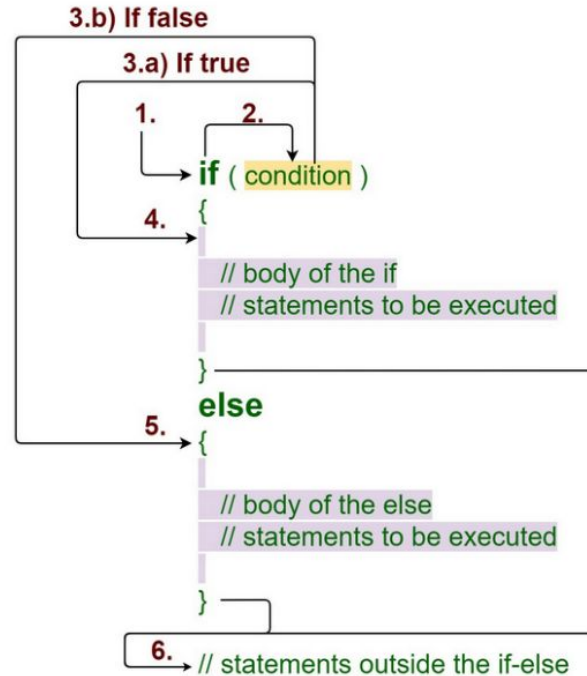 3.b) If false
3.a) If true
1. 2.
if ( condition )
{
4.
// body of the if
// statements to be executed
}
else
5. {
// body of the else
// statements to be executed
}
6. // statements outside the if-else